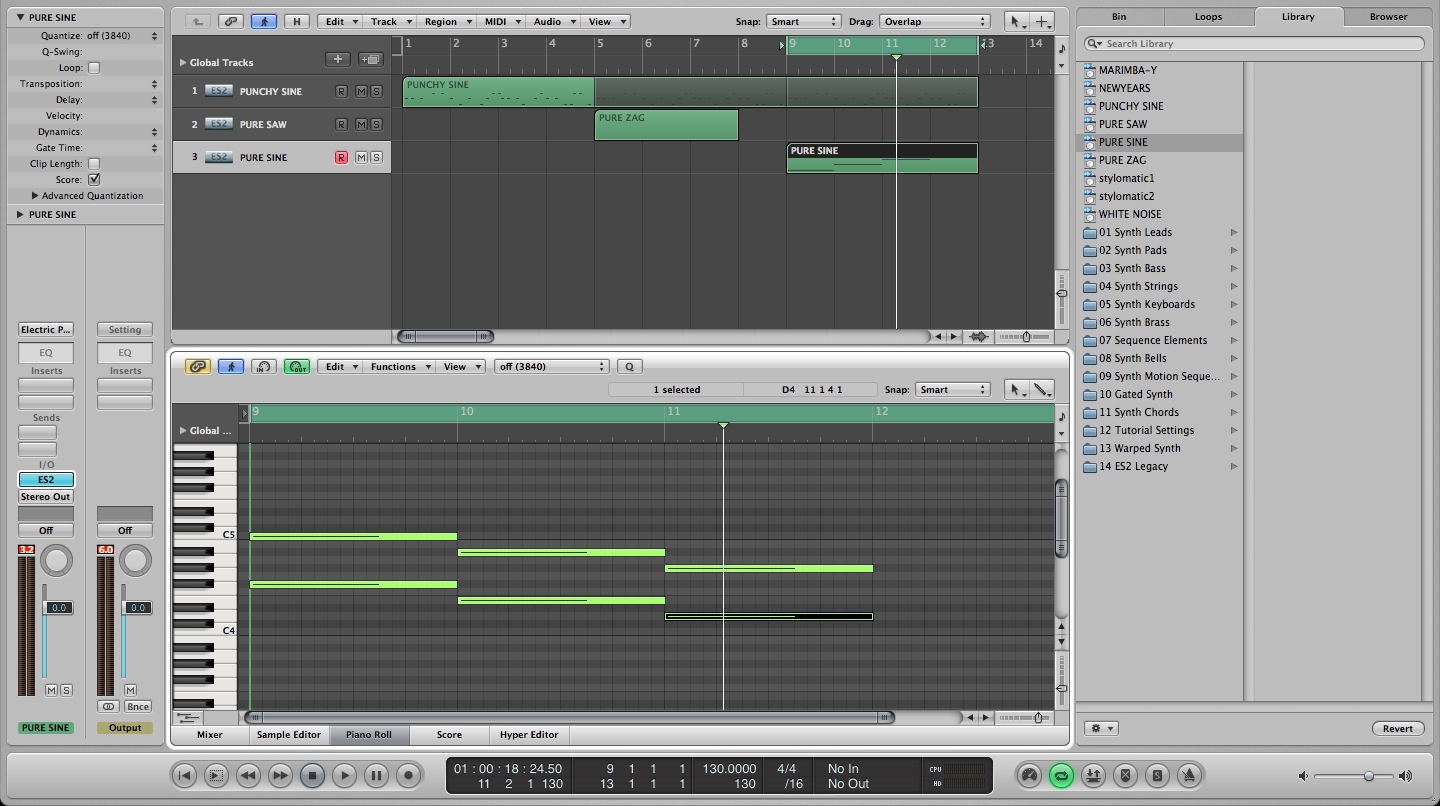 PURE SINE
Quantize: off (3840)
Q-Swing:
Loop:
Transposition:
Delay:
Velocity:
Dynamics:
Gate Time:
Clip Length:
Score:
Advanced Quantization
PURE SINE
Electric P... Setting
EQ EQ
Inserts Inserts
Sends
I/O
ES2
Stereo Out
Off Off
3.2 6.0
0.0 0.0
M S M
Bnce
PURE SINE Output
H Edit Track Region MIDI Audio View Snap: Smart Drag: Overlap
1 2 3 4 5 6 7 8 9 10 11 12 13 14
Global Tracks
1 ES2 PUNCHY SINE R M S PUNCHY SINE
2 ES2 PURE SAW R M S PURE ZAG
3 ES2 PURE SINE R M S PURE SINE
IN OUT Edit Functions View off (3840) Q
1 selected D4 11 1 4 1 Snap: Smart
9 10 11 12
Global ...
C5
C4
Mixer Sample Editor Piano Roll Score Hyper Editor
Bin Loops Library Browser
Search Library
MARIMBA-Y
NEWYEARS
PUNCHY SINE
PURE SAW
PURE SINE
PURE ZAG
stylomatic1
stylomatic2
WHITE NOISE
01 Synth Leads
02 Synth Pads
03 Synth Bass
04 Synth Strings
05 Synth Keyboards
06 Synth Brass
07 Sequence Elements
08 Synth Bells
09 Synth Motion Seque...
10 Gated Synth
11 Synth Chords
12 Tutorial Settings
13 Warped Synth
14 ES2 Legacy
Revert
01 : 00 : 18 : 24.50 9 1 1 1 130.0000 4/4 No In CPU
11 2 1 130 13 1 1 1 130 /16 No Out HD
S